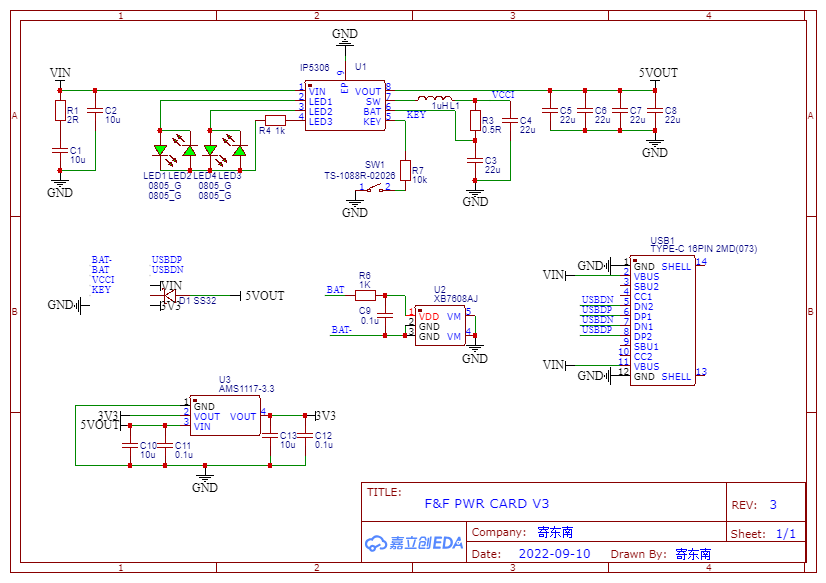 1 2 3 4
A A
B B
C C
1 2 3 4
GND
IP5306 U1
VIN
R1
2R
C2
10u
C1
10u
GND
1 VIN
2 LED1
3 LED2
4 LED3
EP 9
VOUT 8
SW 7
BAT 6
KEY 5
R4 1k
LED1 LED2 LED4 LED3
0805_G 0805_G
0805_G 0805_G
1uH L1
VCCI
KEY
R3
0.5R
C4
22u
C3
22u
GND
SW1
TS-1088R-02026
1 2
R7
10k
GND
5VOUT
C5
22u
C6
22u
C7
22u
C8
22u
GND
BAT-
BAT
VCCI
KEY
USBDP
USBDN
GND
VIN
D1 SS32
3V3
5VOUT
R6
1K
BAT
C9
0.1u
BAT-
U2
XB7608AJ
1 VDD
2 GND
3 GND
VM 5
VM 4
GND
USB1
TYPE-C 16PIN 2MD(073)
GND
VIN
1 GND
2 VBUS
3 SBU2
4 CC1
USBDN 5 DN2
USBDP 6 DP1
USBDN 7 DN1
USBDP 8 DP2
9 SBU1
10 CC2
11 VBUS
12 GND
SHELL 14
SHELL 13
VIN
GND
U3
AMS1117-3.3
1 GND
2 VOUT
3 VIN
VOUT 4
3V3
5VOUT
3V3
C10
10u
C11
0.1u
C13
10u
C12
0.1u
GND
TITLE:
F&F PWR CARD V3
REV: 3
嘉立创EDA
Company: 寄东南
Sheet: 1/1
Date: 2022-09-10
Drawn By: 寄东南